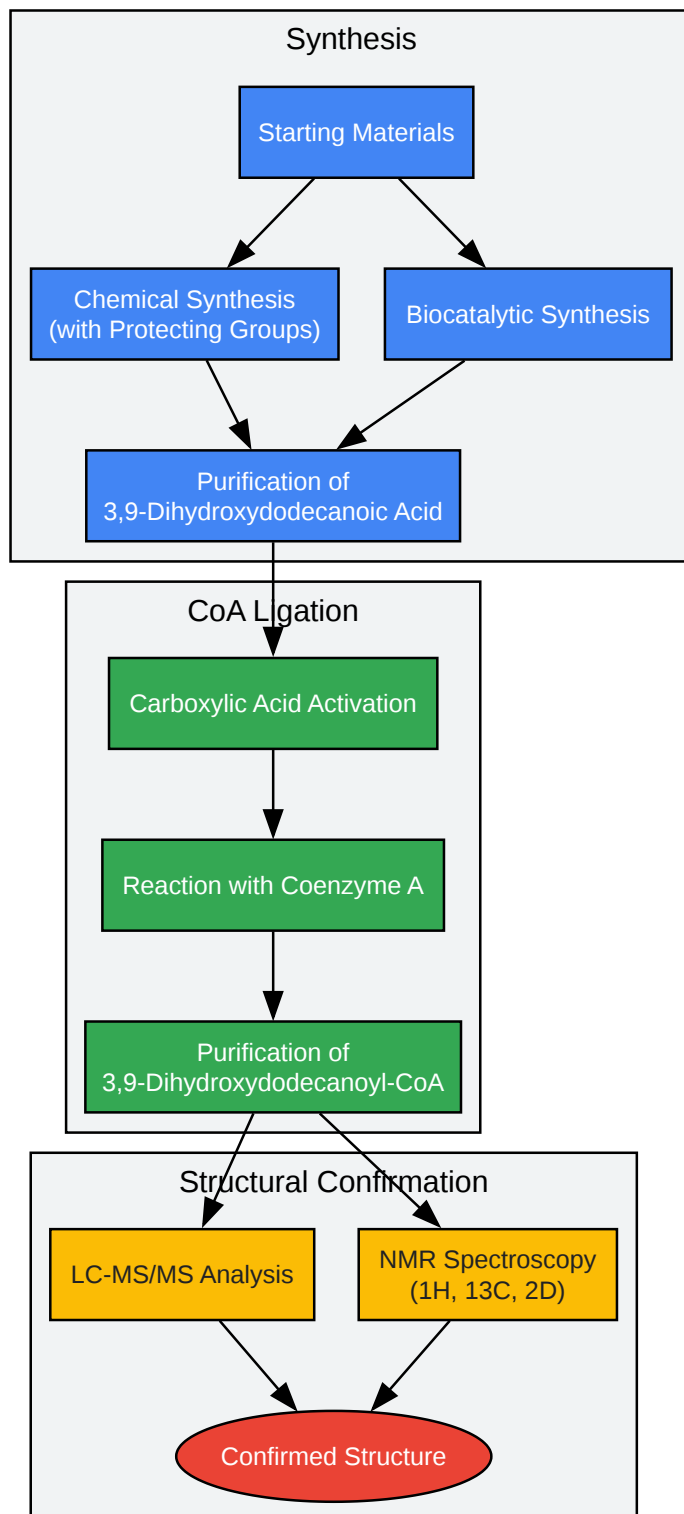 Synthesis
Starting Materials
Chemical Synthesis
(with Protecting Groups)
Biocatalytic Synthesis
Purification of
3,9-Dihydroxydodecanoic Acid
CoA Ligation
Carboxylic Acid Activation
Reaction with Coenzyme A
Purification of
3,9-Dihydroxydodecanoyl-CoA
Structural Confirmation
LC-MS/MS Analysis
NMR Spectroscopy
(1H, 13C, 2D)
Confirmed Structure